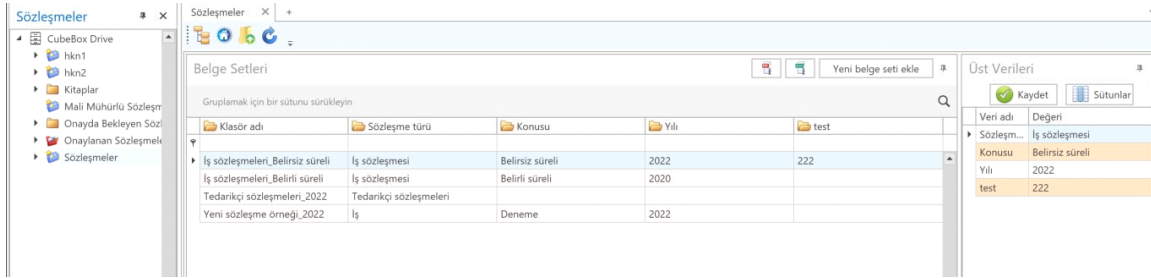 Sözleşmeler
CubeBox Drive
hkn1
hkn2
Kitaplar
Mali Mühürlü Sözleşm
Onayda Bekleyen Sözl
Onaylanan Sözleşmele
Sözleşmeler
Sözleşmeler
Belge Setleri
Yeni belge seti ekle
Gruplamak için bir sütunu sürükleyin
Klasör adı Sözleşme türü Konusu Yılı test
İş sözleşmeleri_Belirsiz süreli İş sözleşmesi Belirsiz süreli 2022 222
İş sözleşmeleri_Belirli süreli İş sözleşmesi Belirli süreli 2020
Tedarikçi sözleşmeleri_2022 Tedarikçi sözleşmeleri
Yeni sözleşme örneği_2022 İş Deneme 2022
Üst Verileri
Kaydet Sütunlar
Veri adı Değeri
Sözleşm... İş sözleşmesi
Konusu Belirsiz süreli
Yılı 2022
test 222